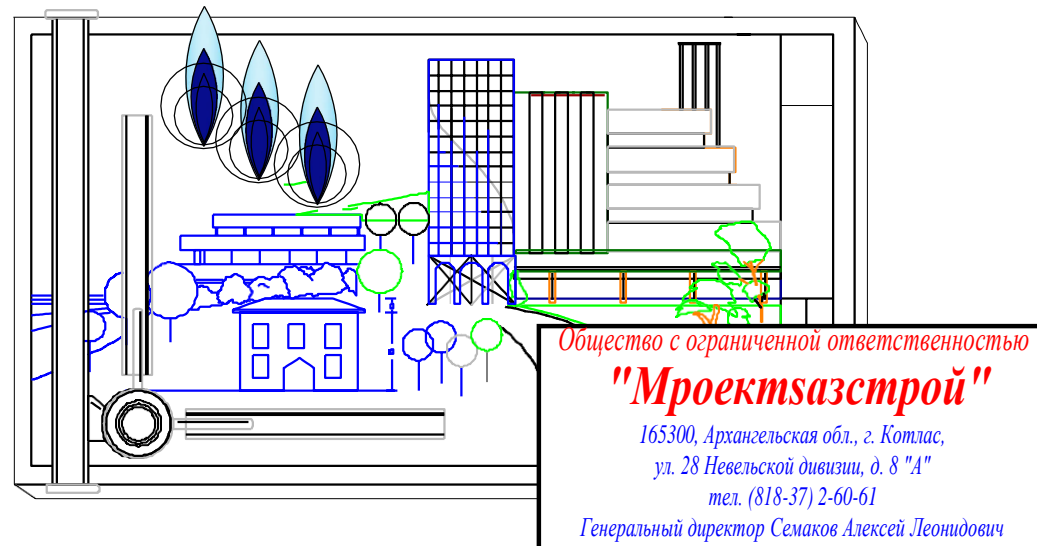 Общество с ограниченной ответственностью
"Мроектsазстрой"
165300, Архангельская обл., г. Котлас,
ул. 28 Невельской дивизии, д. 8 "А"
тел. (818-37) 2-60-61
Генеральный директор Семаков Алексей Леонидович